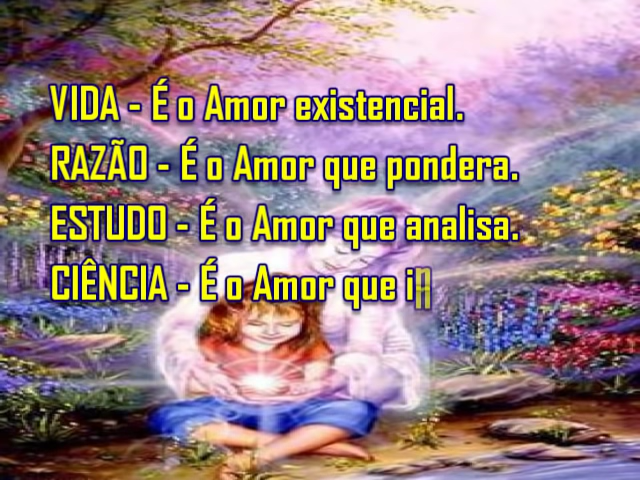 VIDA - É o Amor existencial.
RAZÃO - É o Amor que pondera.
ESTUDO - É o Amor que analisa.
CIÊNCIA - É o Amor que